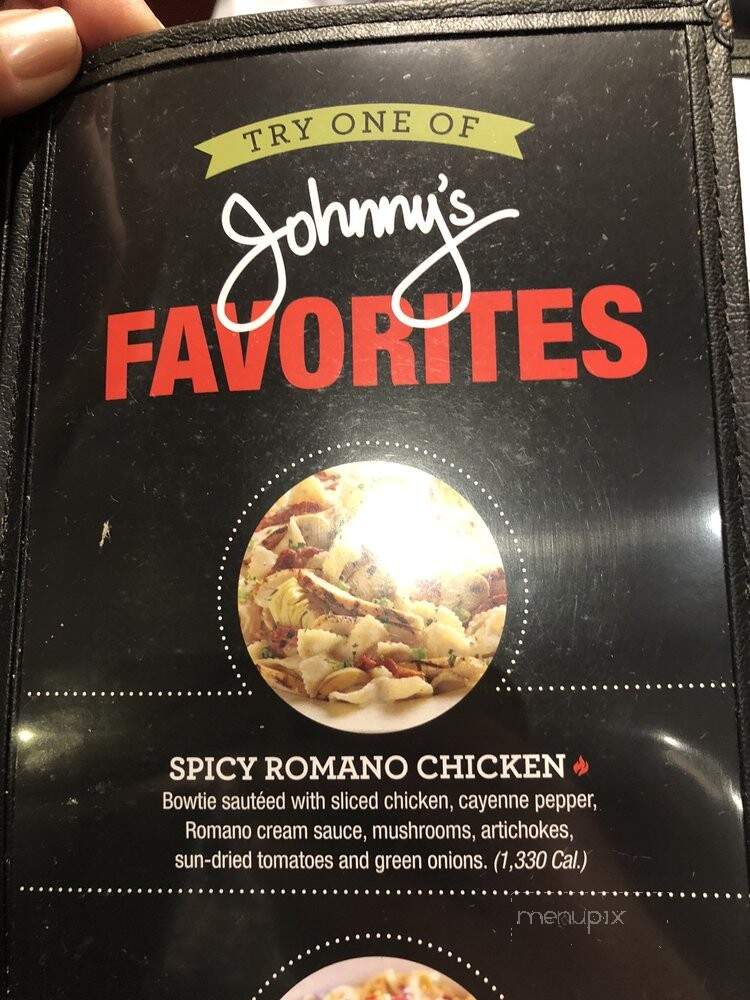 TRY ONE OF
Johnny's
FAVORITES
SPICY ROMANO CHICKEN
Bowtie sautéed with sliced chicken, cayenne pepper,
Romano cream sauce, mushrooms, artichokes,
sun-dried tomatoes and green onions. (1,330 Cal.)
menupix